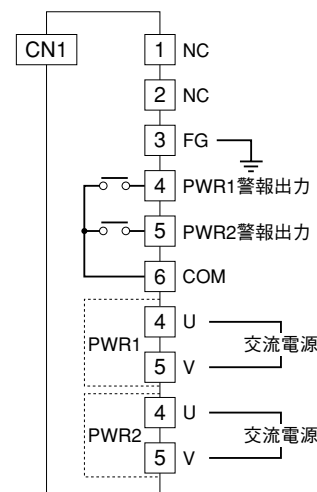 CN1
1 NC
2 NC
3 FG
4 PWR1警報出力
5 PWR2警報出力
6 COM
PWR1
4 U
交流電源
5 V
PWR2
4 U
交流電源
5 V